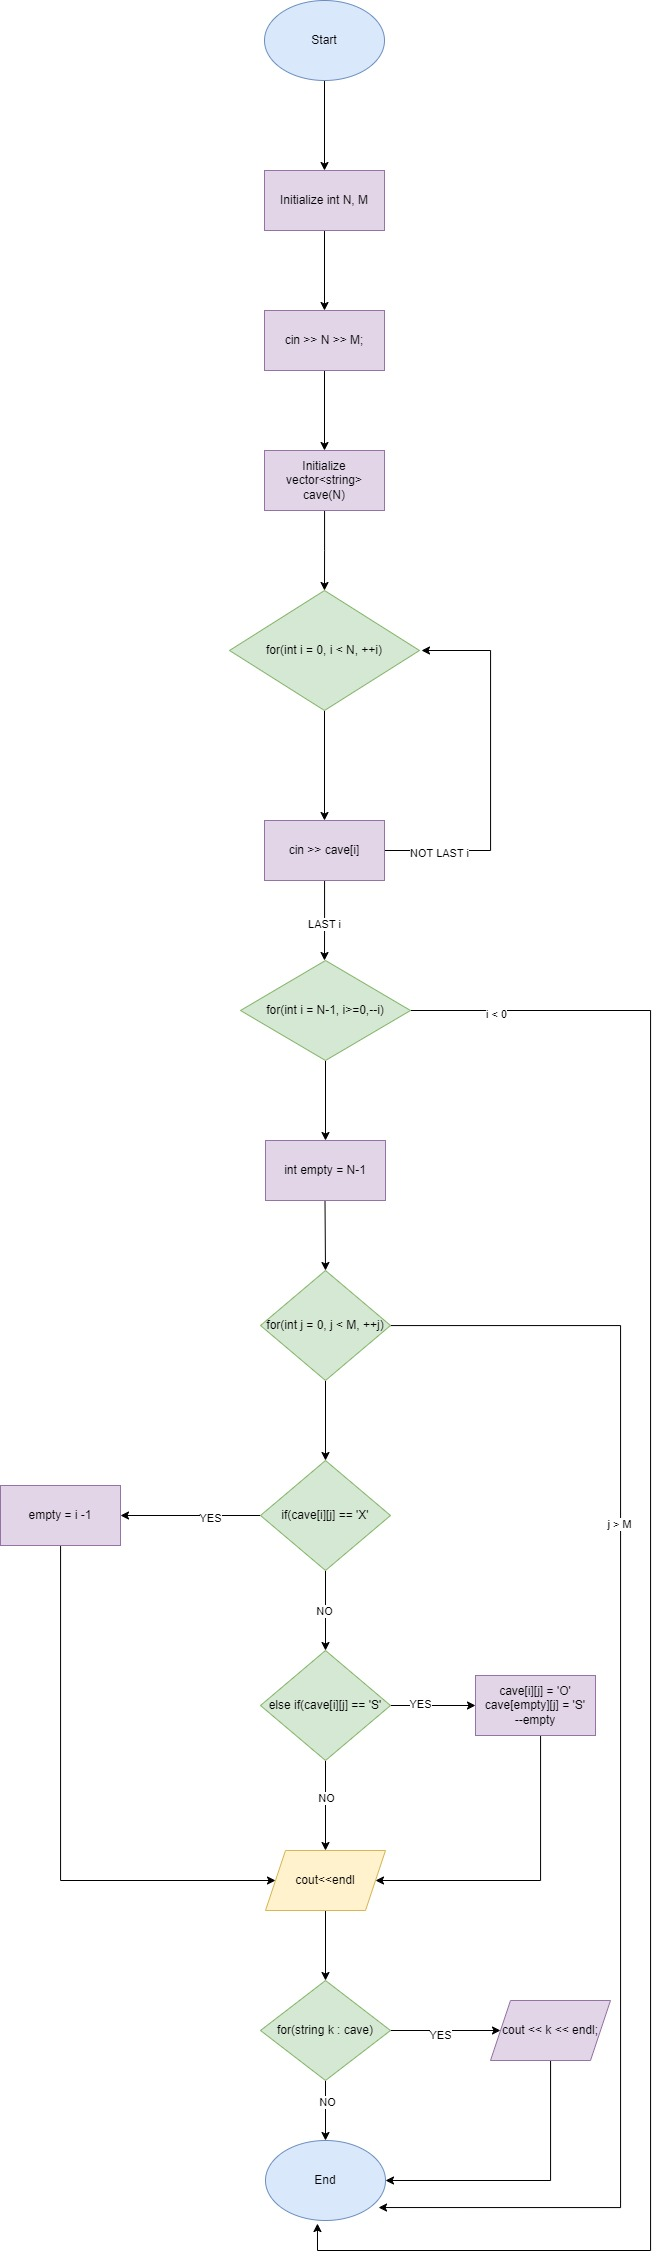 Start
Initialize int N, M
cin >> N >> M;
Initialize
vector<string>
cave(N)
for(int i = 0, i < N, ++i)
cin >> cave[i]
NOT LAST i
LAST i
for(int i = N-1, i>=0,--i)
i < 0
int empty = N-1
for(int j = 0, j < M, ++j)
if(cave[i][j] == 'X'
YES
empty = i -1
j > M
NO
else if(cave[i][j] == 'S'
YES
cave[i][j] = 'O'
cave[empty][j] = 'S'
--empty
NO
cout<<endl
for(string k : cave)
YES
cout << k << endl;
NO
End